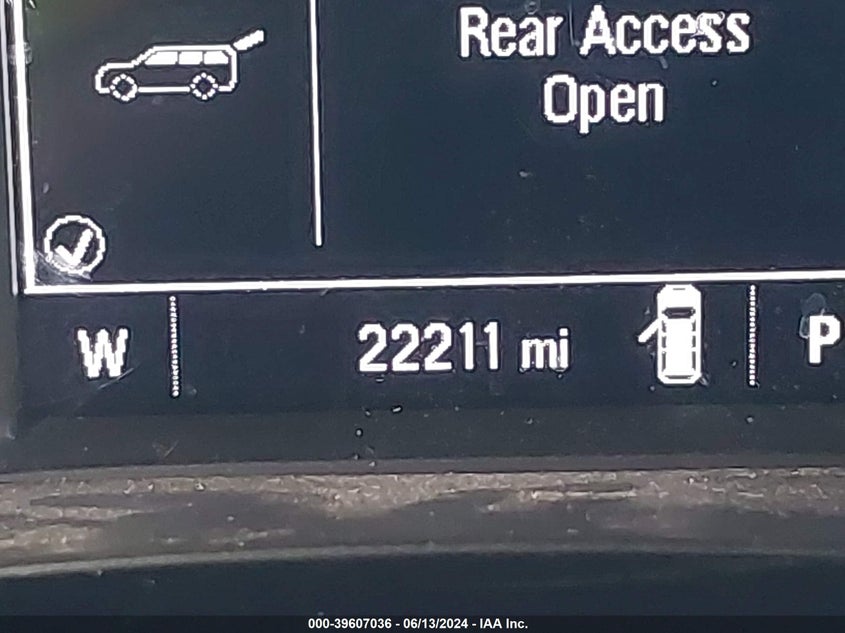 Rear Access
Open
W
22211 mi
P
000-39607036 - 06/13/2024 - IAA Inc.